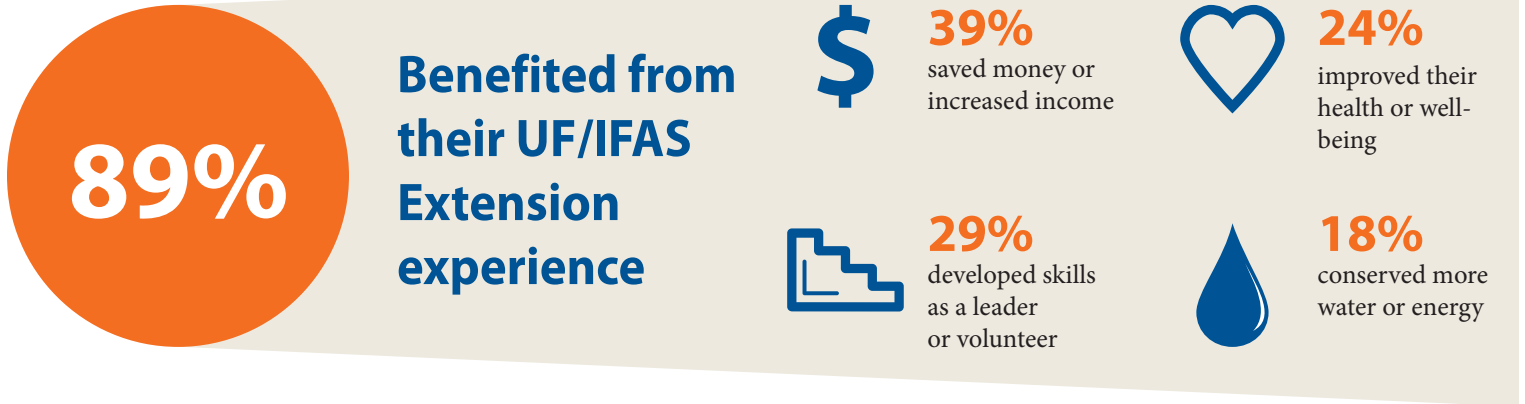 89%
Benefited from
their UF/IFAS
Extension
experience
$
39%
saved money or
increased income
24%
improved their
health or well-
being
29%
developed skills
as a leader
or volunteer
18%
conserved more
water or energy